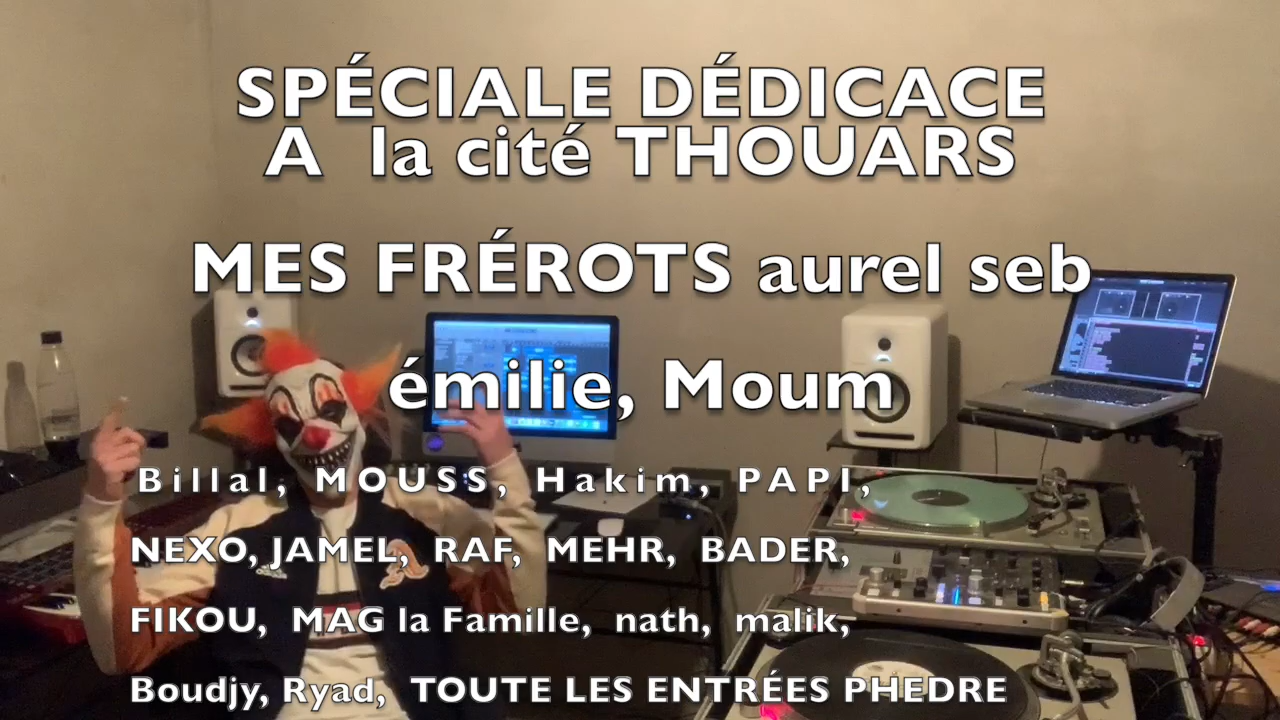 SPÉCIALE DÉDICACE
A la cité THOUARS
MES FRÉROTS aurel seb
émilie, Moum
Billal, MOUSS, Hakim, PAPI,
NEXO, JAMEL, RAF, MEHR, BADER,
FIKOU, MAG la Famille, nath, malik,
Boudjy, Ryad, TOUTE LES ENTRÉES PHEDRE